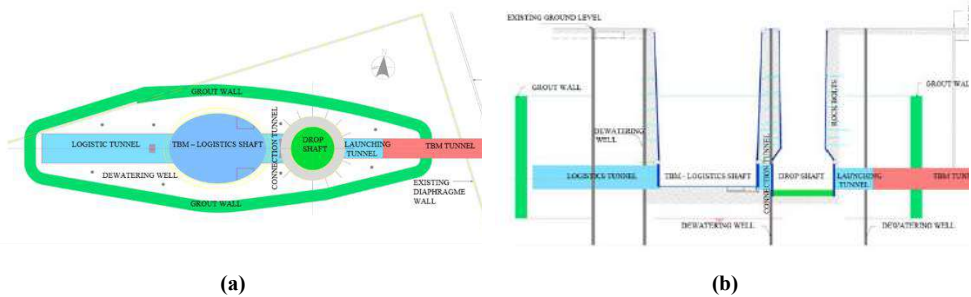 GROUT WALL
LOGISTIC TUNNEL
TBM – LOGISTICS SHAFT
CONNECTION TUNNEL
DROP
SHAFT
LAUNCHING
TUNNEL
TBM TUNNEL
DEWATERING WELL
EXISTING
DIAPHRAGME
WALL
GROUT WALL
(a)
EXISTING GROUND LEVEL
GROUT WALL
GROUT WALL
ROCK BOLTS
DEWATERING
WELL
LOGISTICS TUNNEL
TBM - LOGISTICS SHAFT
CONNECTION TUNNEL
DROP SHAFT
LAUNCHING
TUNNEL
TBM TUNN
DEWATERING WELL
DEWATERING WELL
(b)